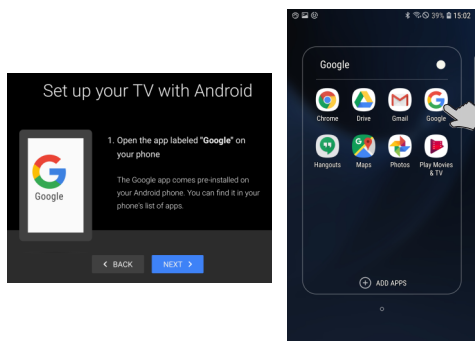 Set up your TV with Android
1. Open the app labeled "Google" on
your phone
The Google app comes pre-installed on
your Android phone. You can find it in your
phone's list of apps.
Google
BACK
NEXT
39% 15:02
Google
Chrome
Drive
Gmail
Google
Hangouts
Maps
Photos
Play Movies
& TV
ADD APPS